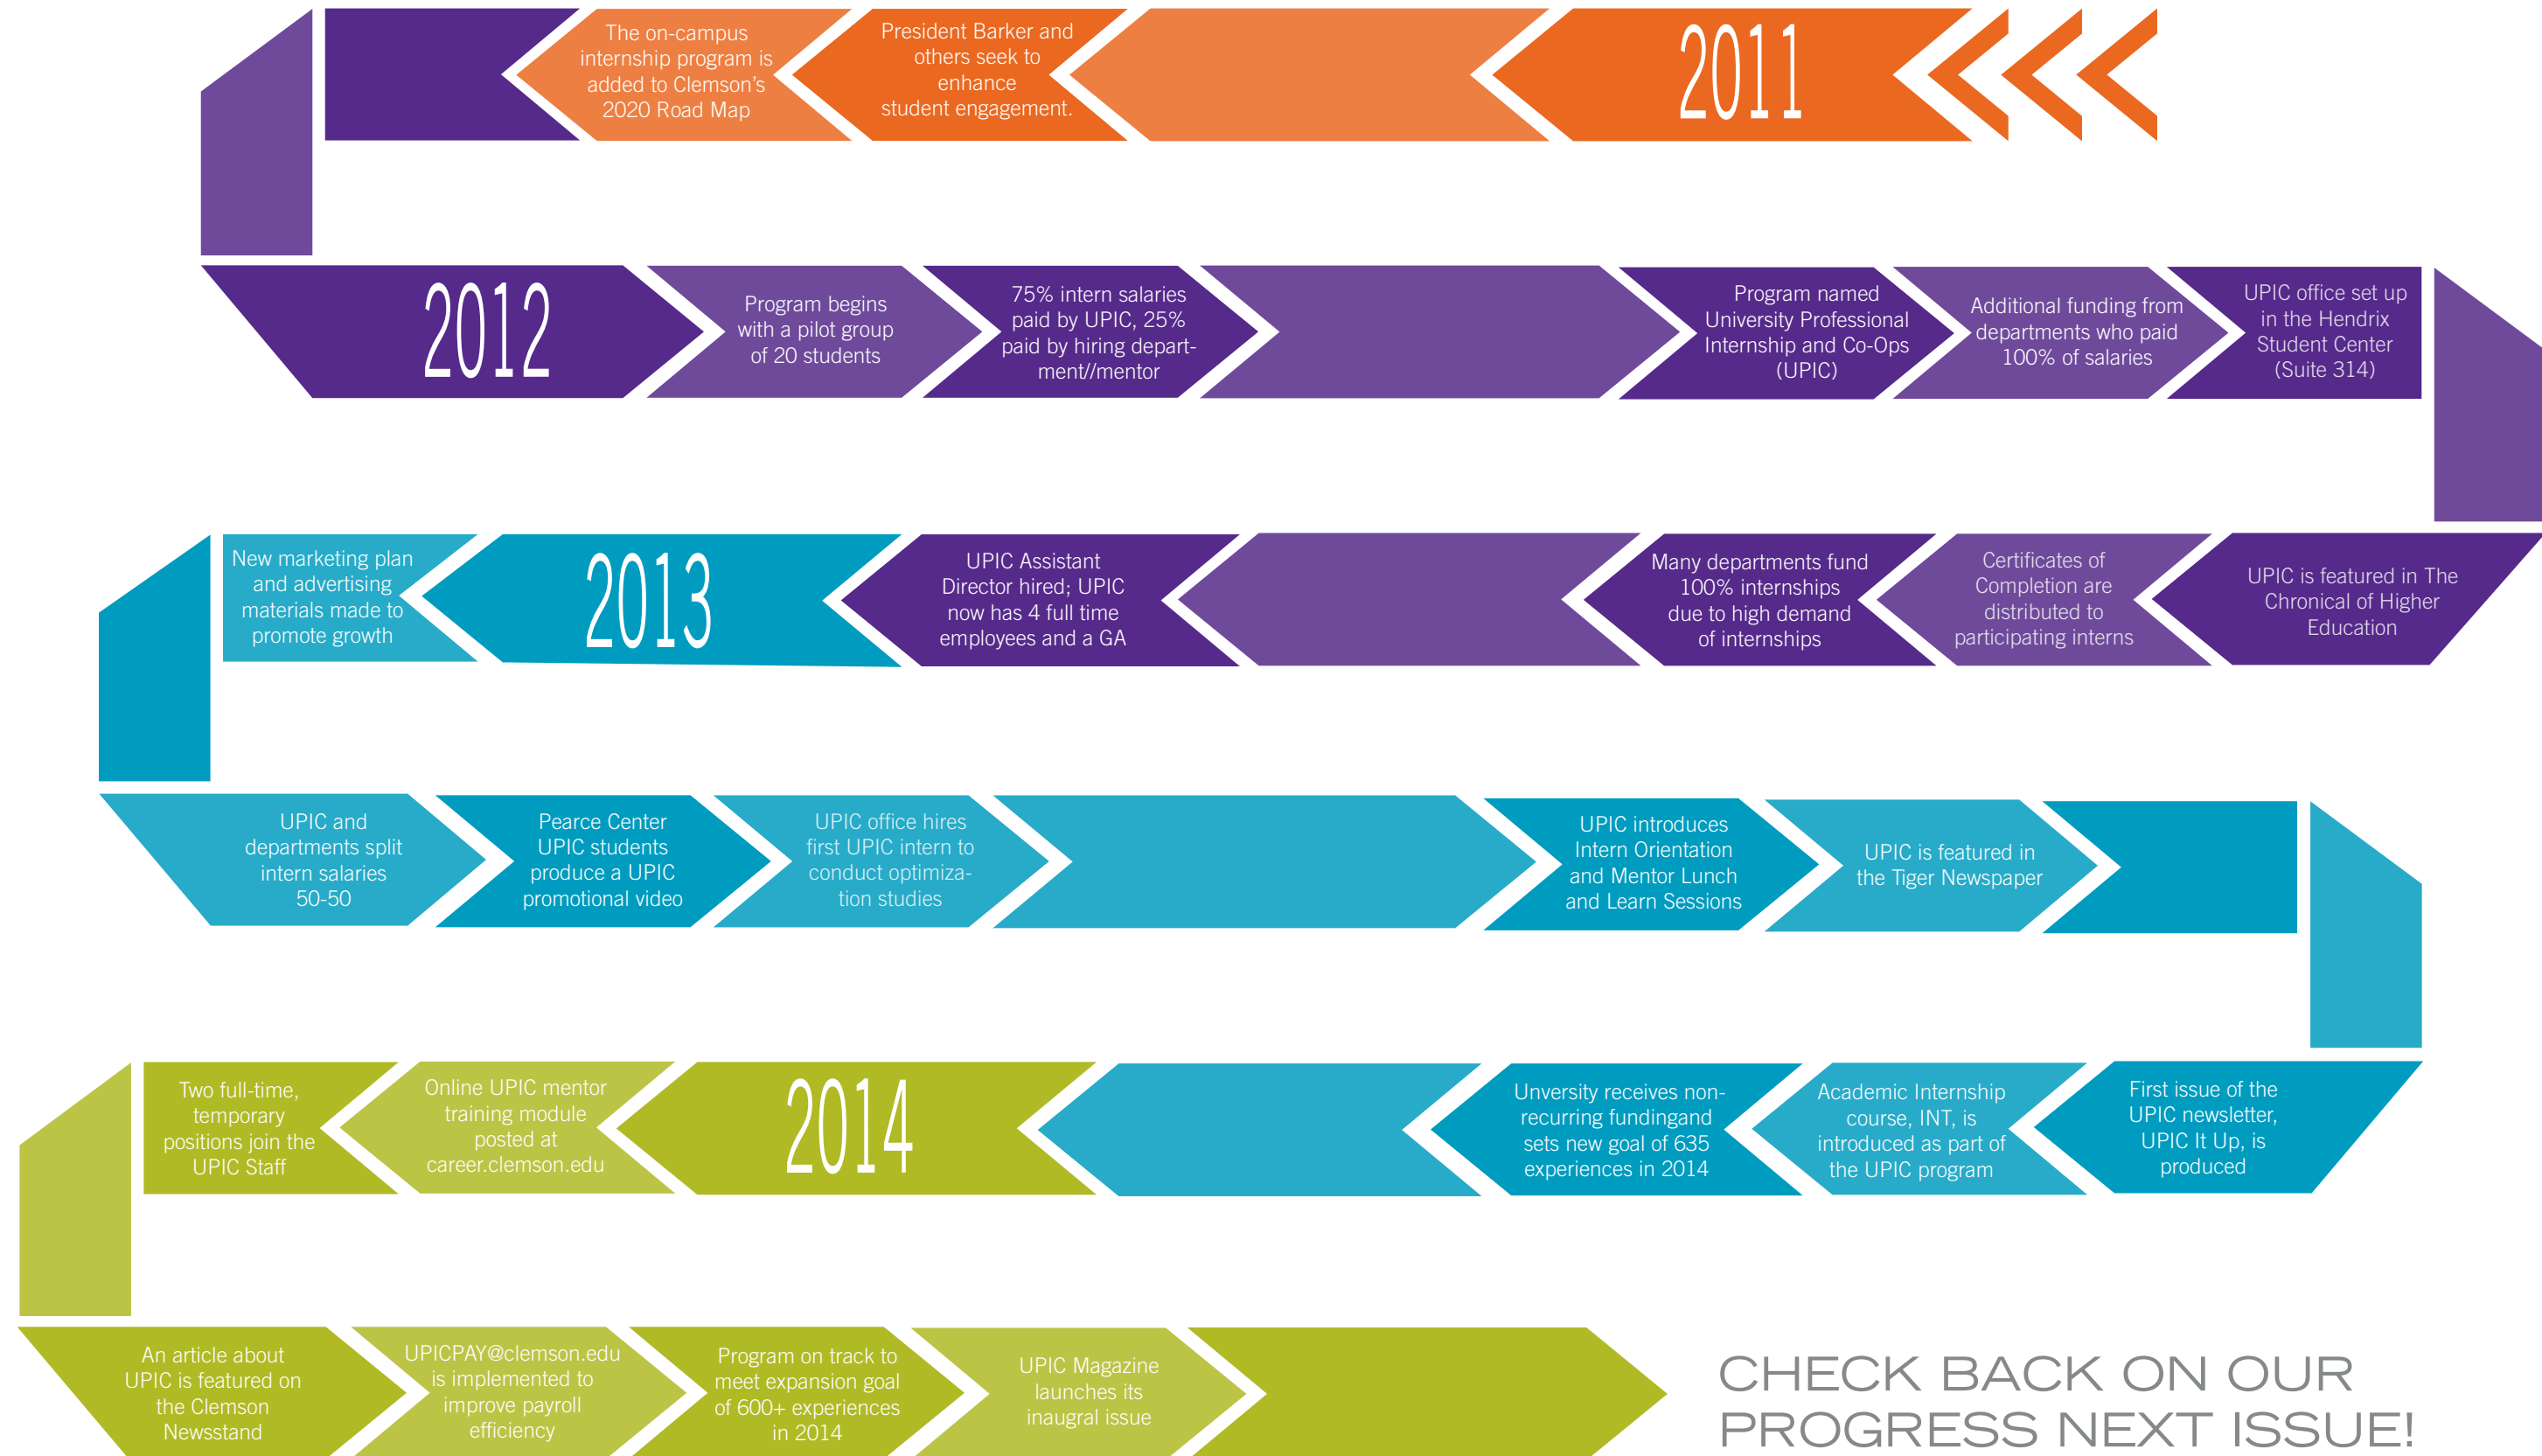 2011
President Barker and
others seek to
enhance
student engagement.
The on-campus
internship program is
added to Clemson's
2020 Road Map
2012
Program begins
with a pilot group
of 20 students
75% intern salaries
paid by UPIC, 25%
paid by hiring depart-
ment//mentor
Program named
University Professional
Internship and Co-Ops
(UPIC)
Additional funding from
departments who paid
100% of salaries
UPIC office set up
in the Hendrix
Student Center
(Suite 314)
UPIC is featured in The
Chronical of Higher
Education
Certificates of
Completion are
distributed to
participating interns
Many departments fund
100% internships
due to high demand
of internships
UPIC Assistant
Director hired; UPIC
now has 4 full time
employees and a GA
2013
New marketing plan
and advertising
materials made to
promote growth
UPIC and
departments split
intern salaries
50-50
Pearce Center
UPIC students
produce a UPIC
promotional video
UPIC office hires
first UPIC intern to
conduct optimiza-
tion studies
UPIC introduces
Intern Orientation
and Mentor Lunch
and Learn Sessions
UPIC is featured in
the Tiger Newspaper
First issue of the
UPIC newsletter,
UPIC It Up, is
produced
Academic Internship
course, INT, is
introduced as part of
the UPIC program
Unversity receives non-
recurring fundingand
sets new goal of 635
experiences in 2014
2014
Online UPIC mentor
training module
posted at
career.clemson.edu
Two full-time,
temporary
positions join the
UPIC Staff
An article about
UPIC is featured on
the Clemson
Newsstand
UPICPAY@clemson.edu
is implemented to
improve payroll
efficiency
Program on track to
meet expansion goal
of 600+ experiences
in 2014
UPIC Magazine
launches its
inaugral issue
CHECK BACK ON OUR
PROGRESS NEXT ISSUE!